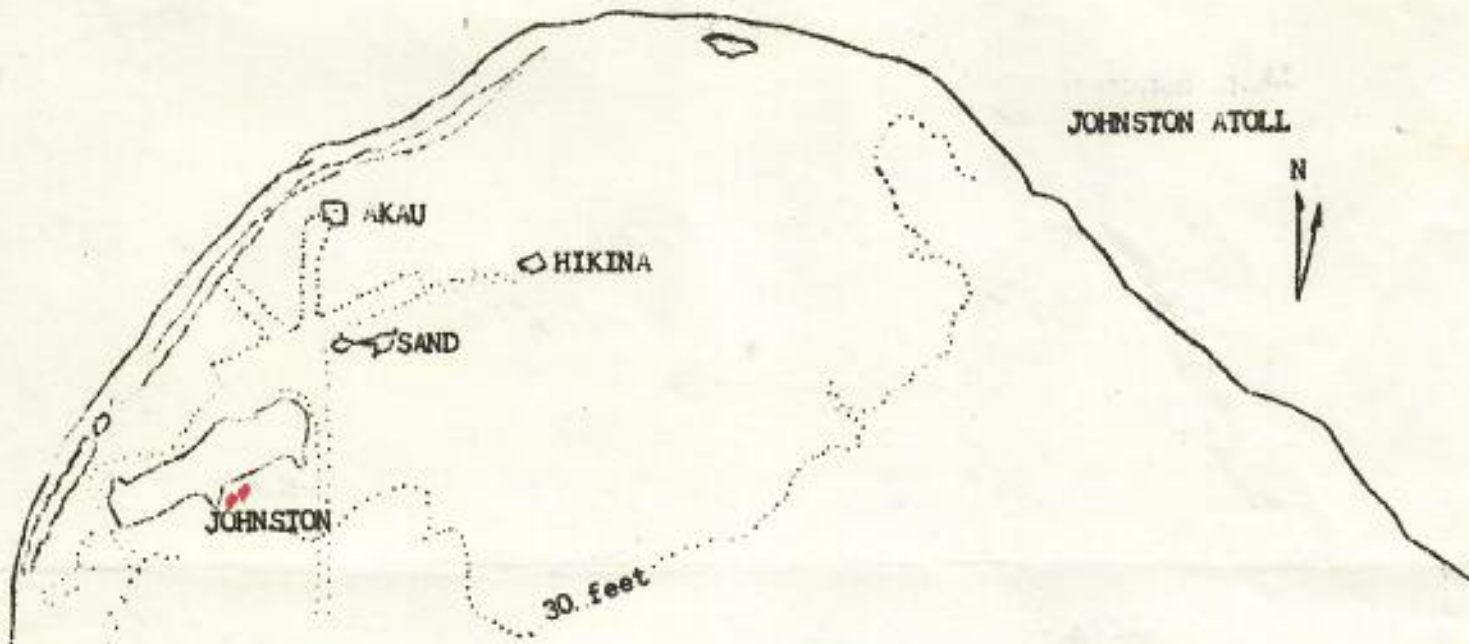 JOHNSTON ATOLL
N
AKAU
HIKINA
SAND
JOHNSTON
30 feet